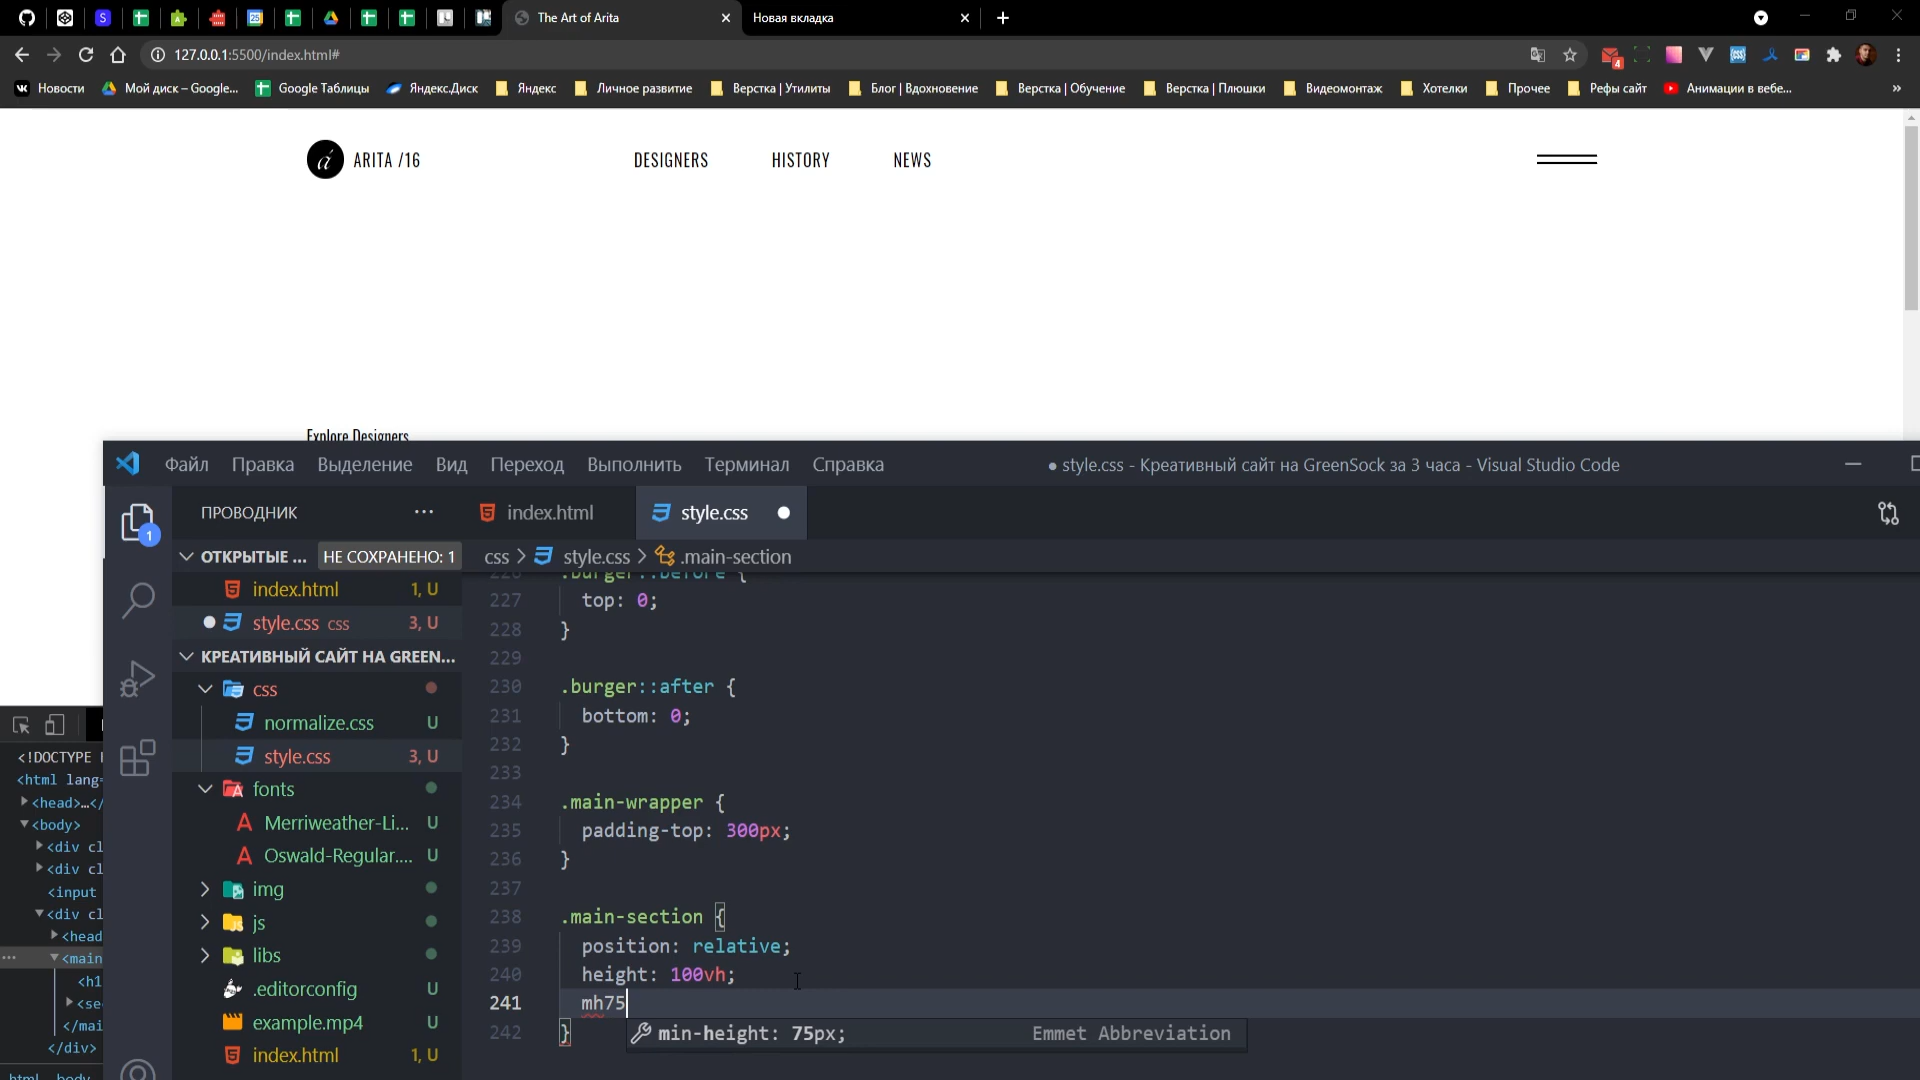 The Art of Arita
Новая вкладка
127.0.0.1:5500/index.html#
Новости
Мой диск – Google...
Google Таблицы
Яндекс.Диск
Яндекс
Личное развитие
Верстка | Утилиты
Блог | Вдохновение
Верстка | Обучение
Верстка | Плюшки
Видеомонтаж
Хотелки
Прочее
Рефы сайт
Анимации в вебе...
ARITA /16
DESIGNERS
HISTORY
NEWS
Explore Designers
Файл
Правка
Выделение
Вид
Переход
Выполнить
Терминал
Справка
● style.css - Креативный сайт на GreenSock за 3 часа - Visual Studio Code
ПРОВОДНИК
index.html
style.css
ОТКРЫТЫЕ ...
НЕ СОХРАНЕНО: 1
css > style.css > .main-section
index.html 1, U
style.css css 3, U
КРЕАТИВНЫЙ САЙТ НА GREEN...
css
normalize.css U
style.css 3, U
fonts
Merriweather-Li... U
Oswald-Regular.... U
img
js
libs
.editorconfig U
example.mp4 U
index.html 1, U
226 .burger::before {
227 top: 0;
228 }
229
230 .burger::after {
231 bottom: 0;
232 }
233
234 .main-wrapper {
235 padding-top: 300px;
236 }
237
238 .main-section {
239 position: relative;
240 height: 100vh;
241 mh75
242 }
min-height: 75px; Emmet Abbreviation
<!DOCTYPE
<html lang=
<head>…</
<body>
<div cl
<div cl
<input
<div cl
<head
<main
<h1
<se
</mai
</div>
html body